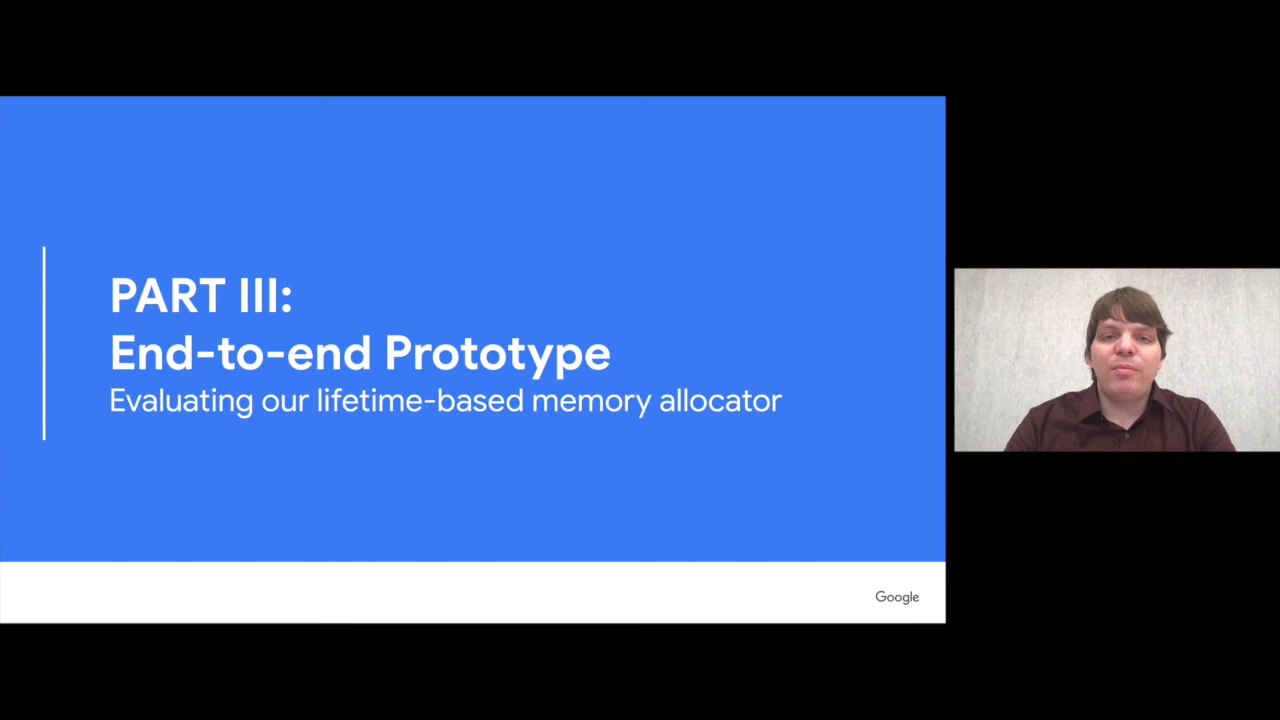 PART III:
End-to-end Prototype
Evaluating our lifetime-based memory allocator
Google